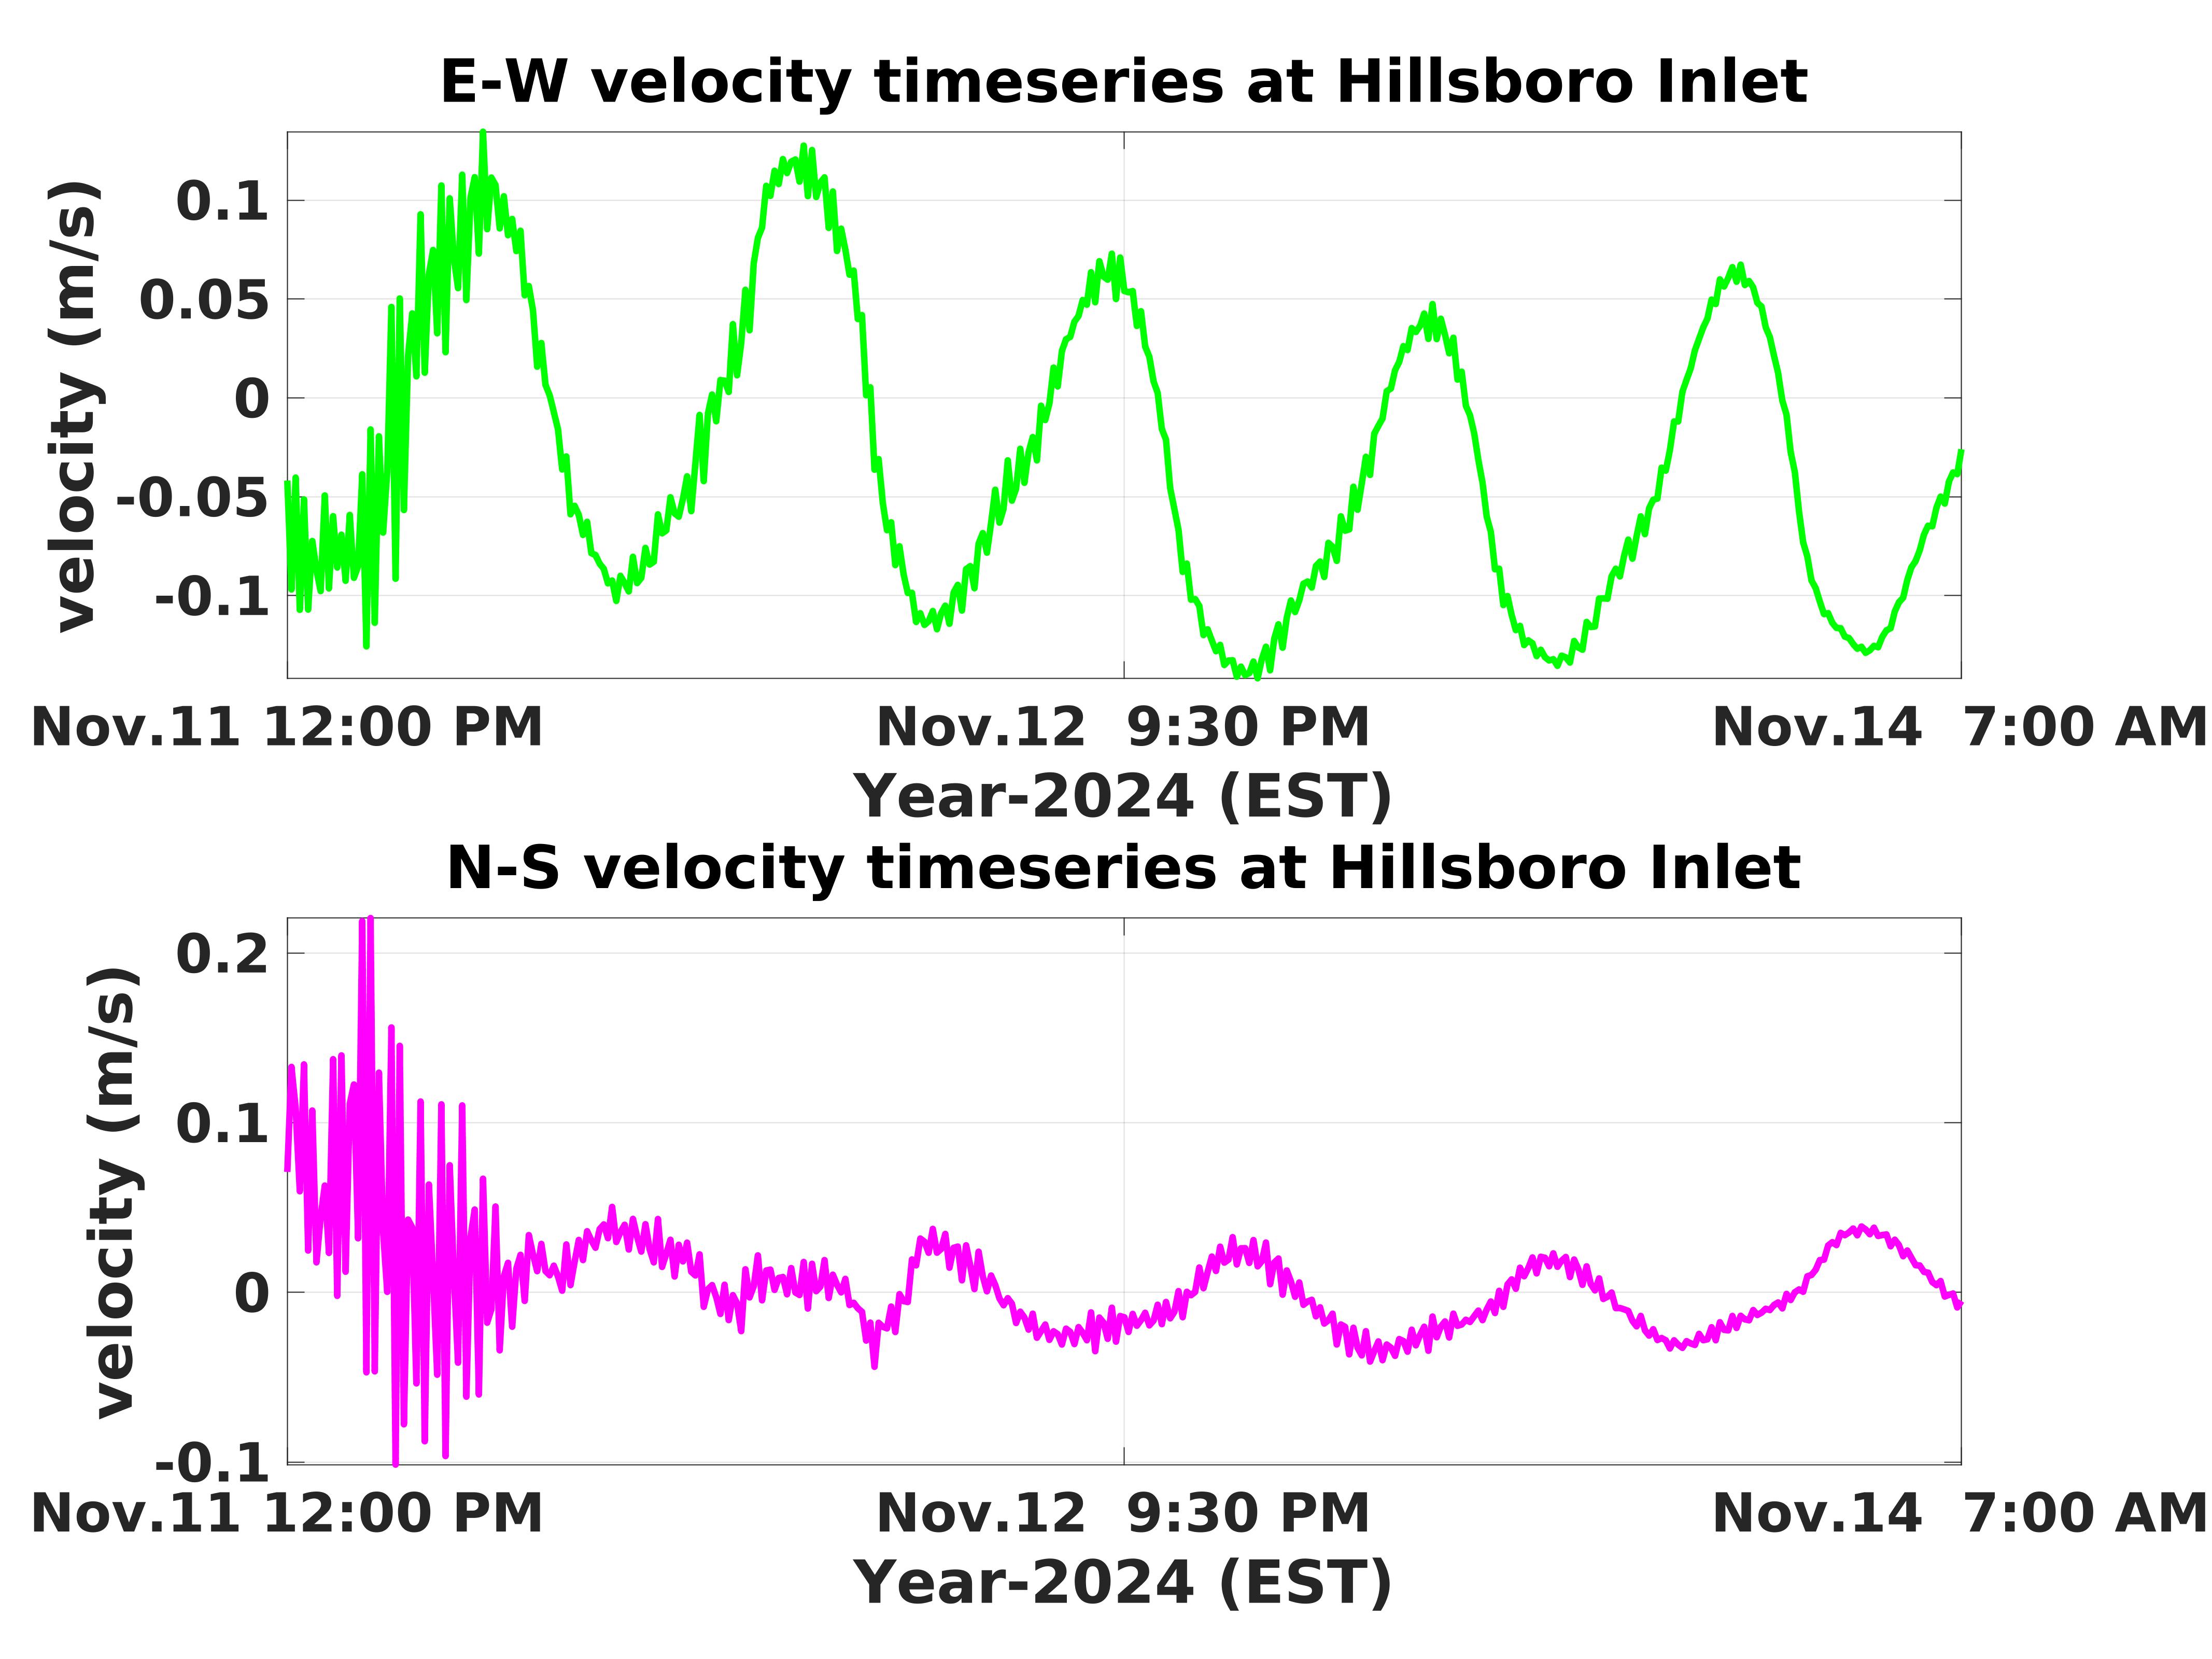 E-W velocity timeseries at Hillsboro Inlet
velocity (m/s)
0.1
0.05
0
-0.05
-0.1
Nov.11 12:00 PM Nov.12  9:30 PM Nov.14  7:00 AM
Year-2024 (EST)
N-S velocity timeseries at Hillsboro Inlet
velocity (m/s)
0.2
0.1
0
-0.1
Nov.11 12:00 PM Nov.12  9:30 PM Nov.14  7:00 AM
Year-2024 (EST)